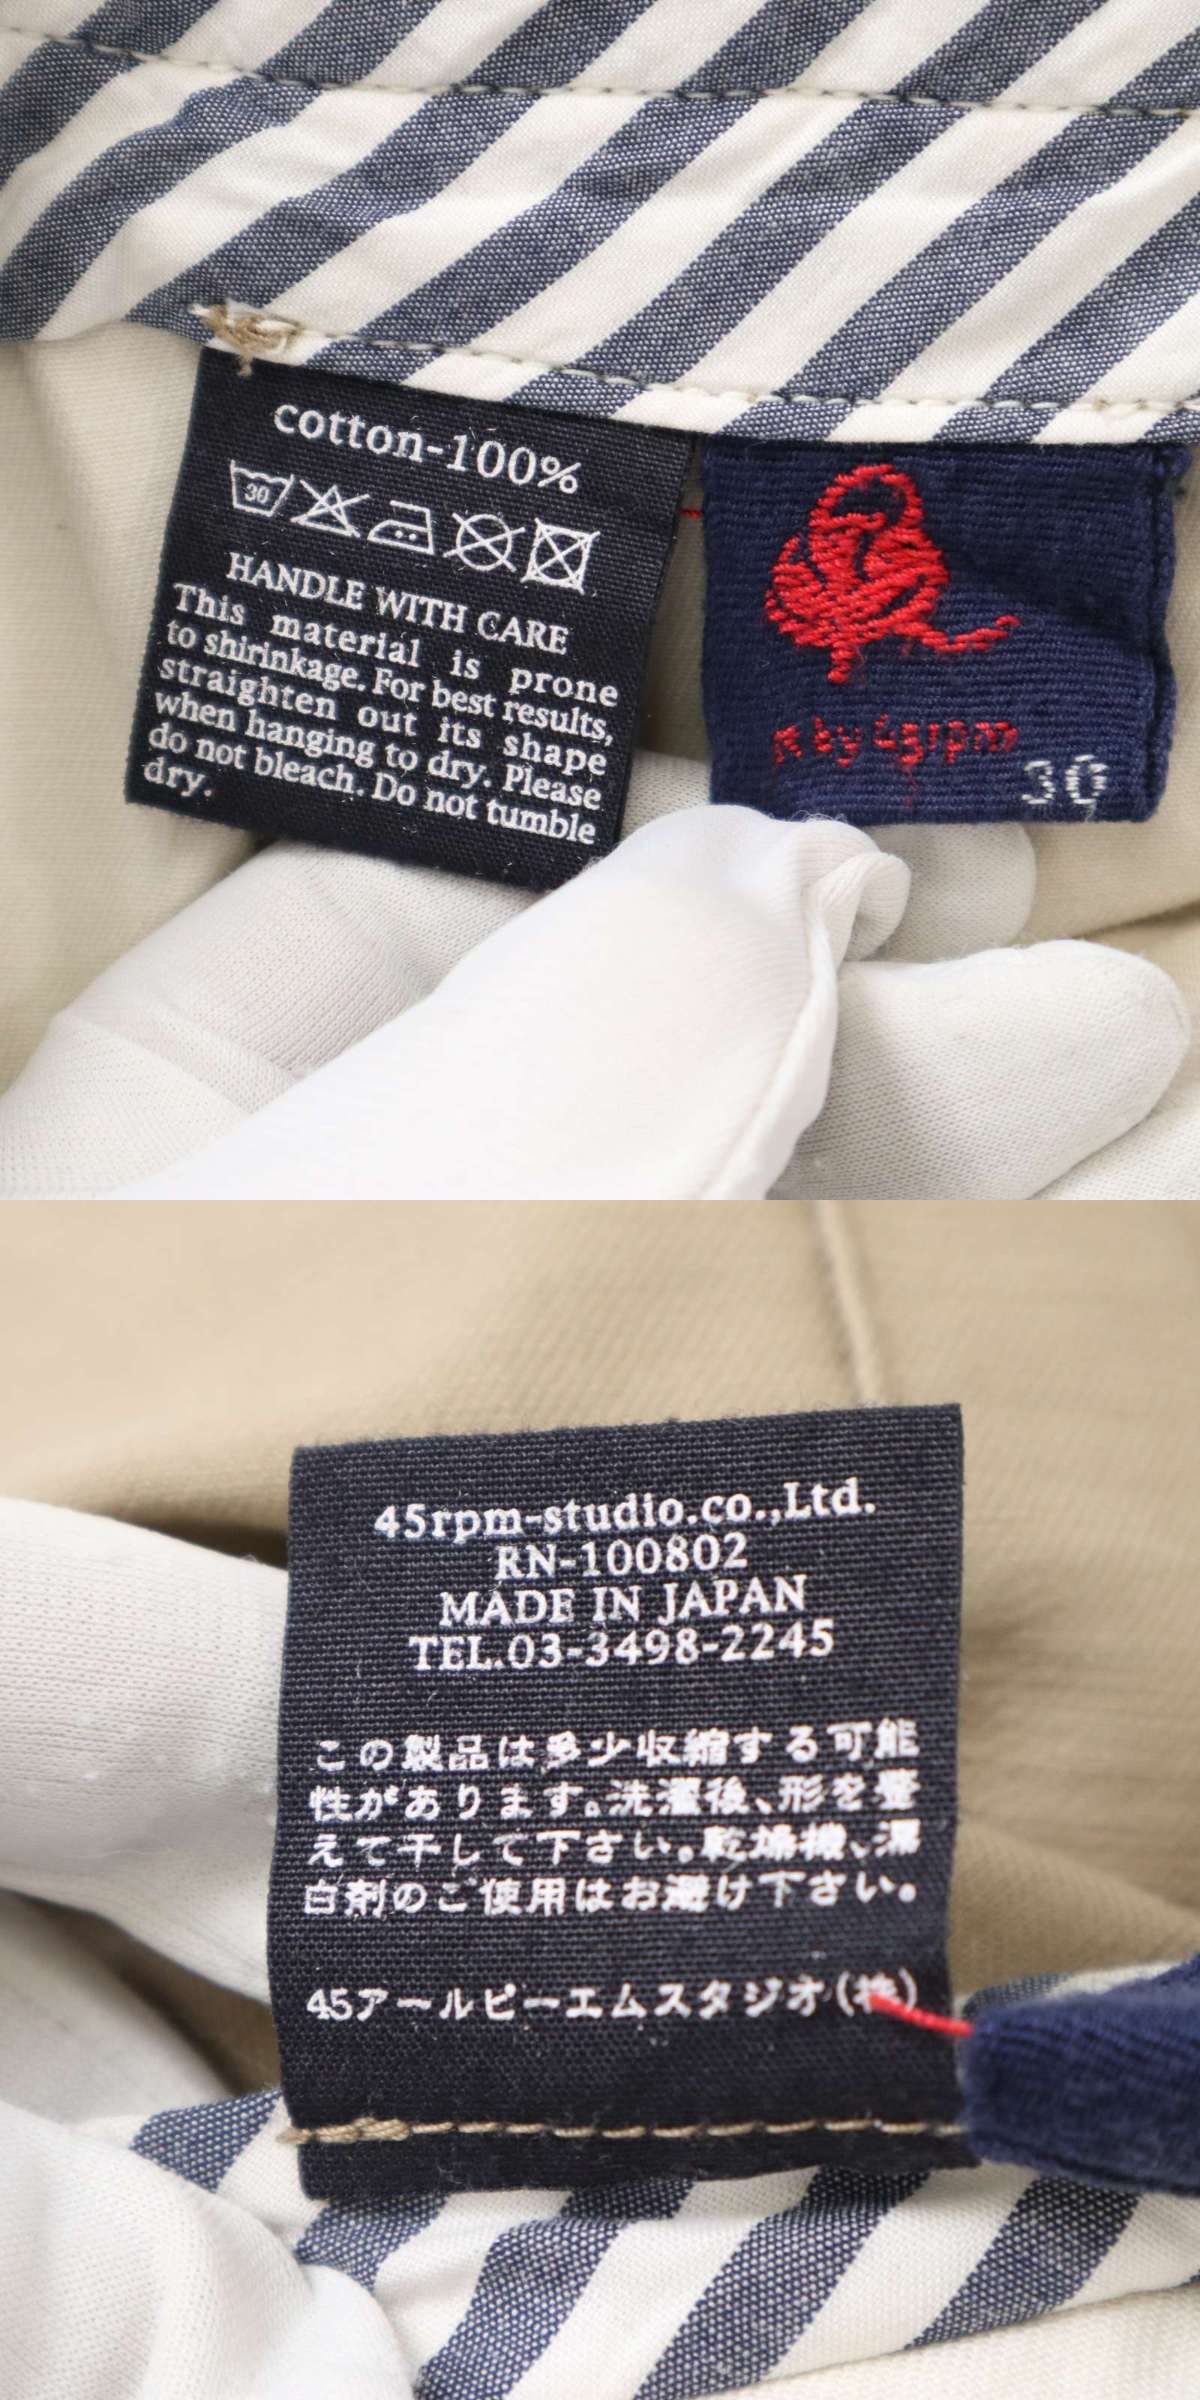 cotton-100%
30
HANDLE WITH CARE
This material is prone
to shirinkage. For best results,
straighten out its shape
when hanging to dry. Please
do not bleach. Do not tumble
dry.
R by 45rpm
30
45rpm-studio.co.,Ltd.
RN-100802
MADE IN JAPAN
TEL.03-3498-2245
この製品は多少収縮する可能
性があります。洗濯後、形を整
えて干して下さい。乾燥機、漂
白剤のご使用はお避け下さい。
45アールピーエムスタジオ(株)